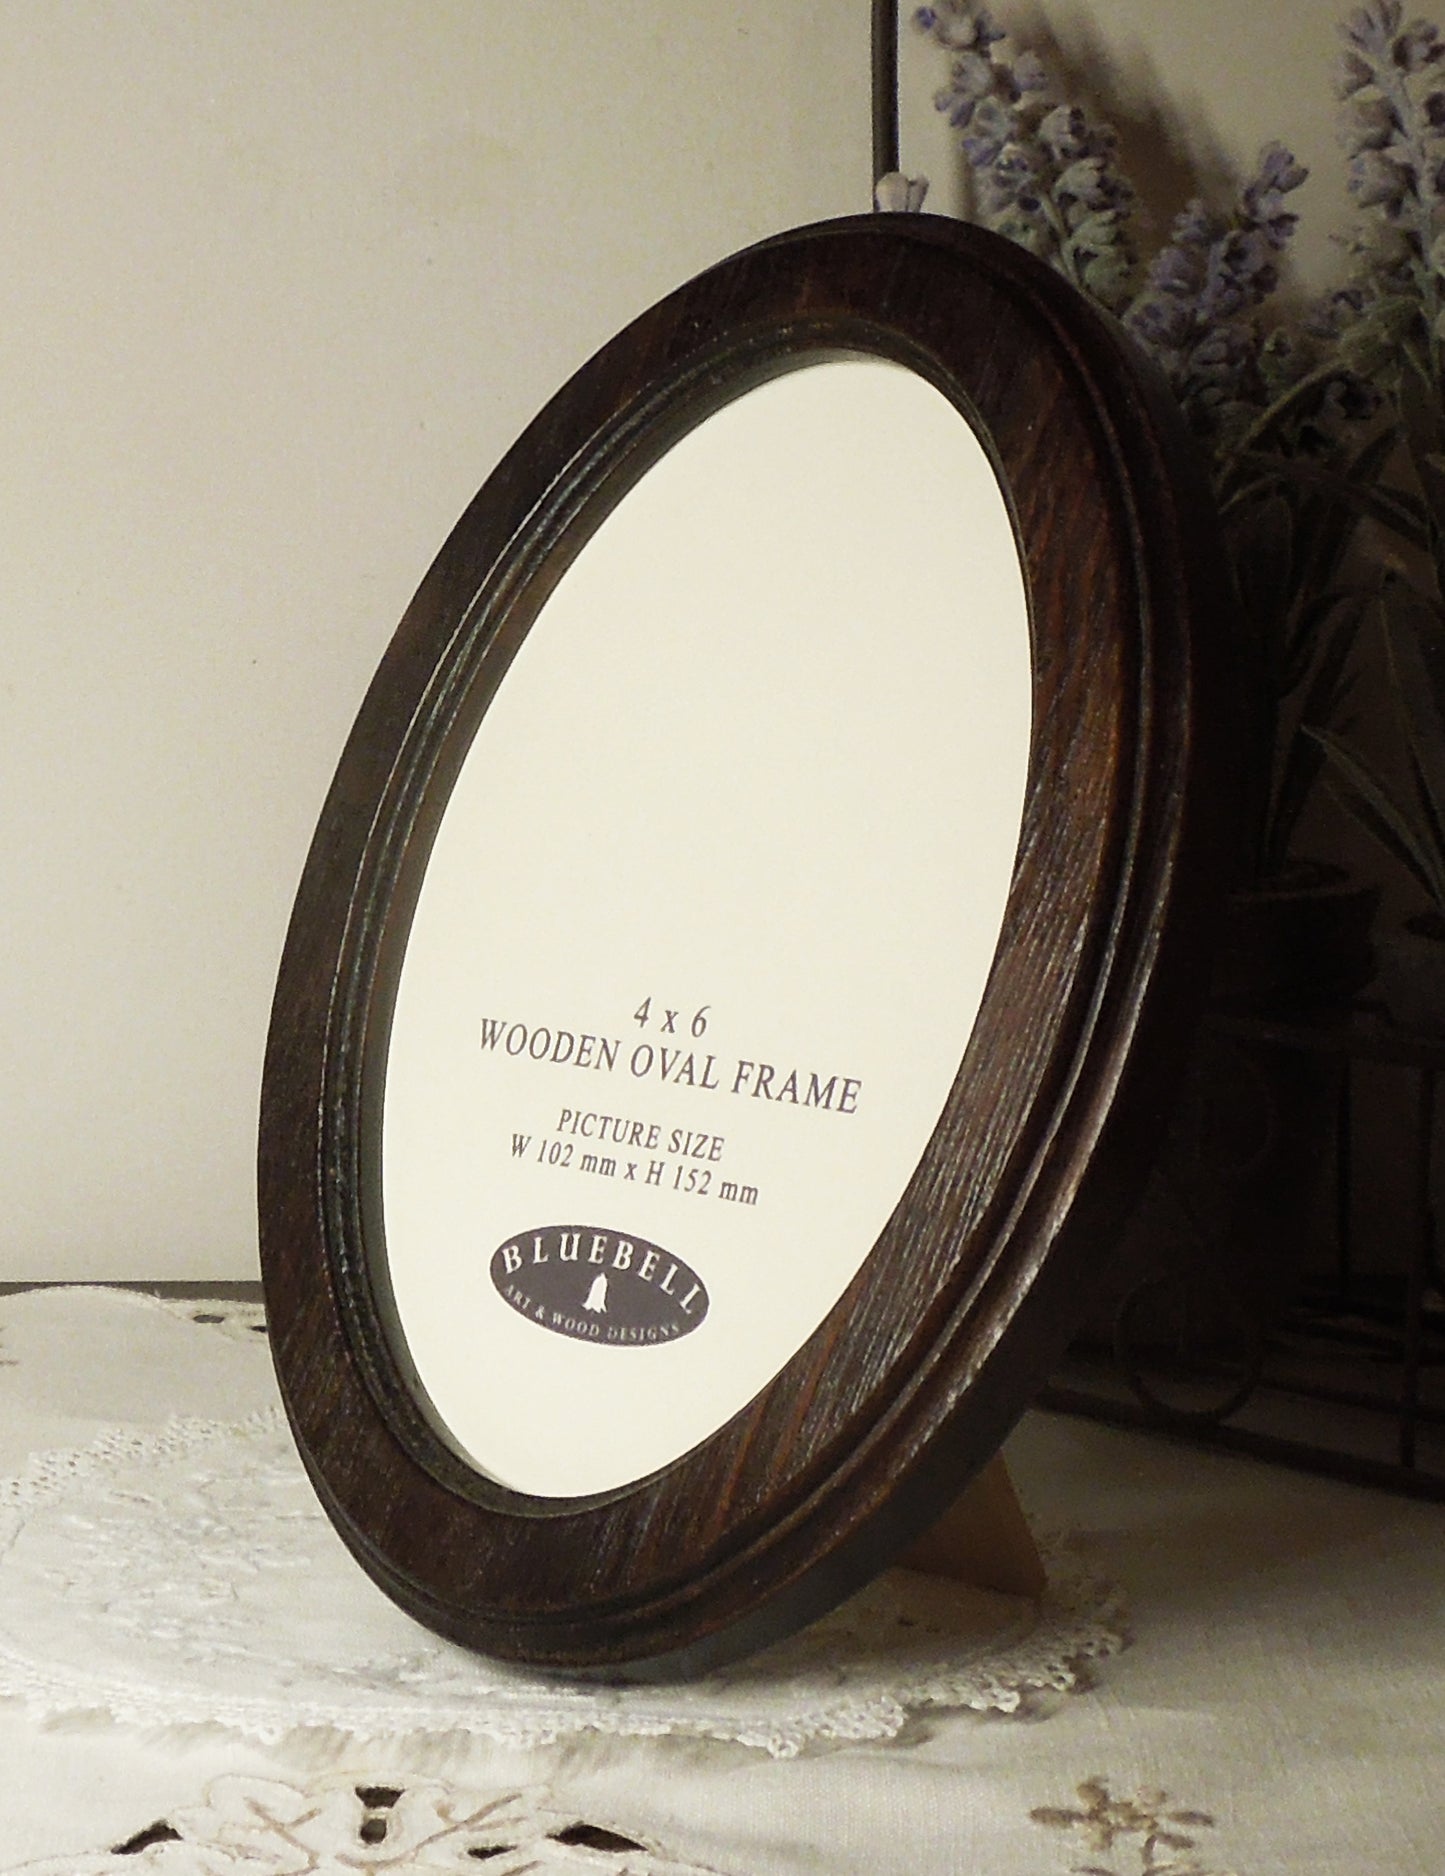 4 x 6
WOODEN OVAL FRAME
PICTURE SIZE
W 102 mm x H 152 mm
BLUEBELL
ART & WOOD DESIGNS